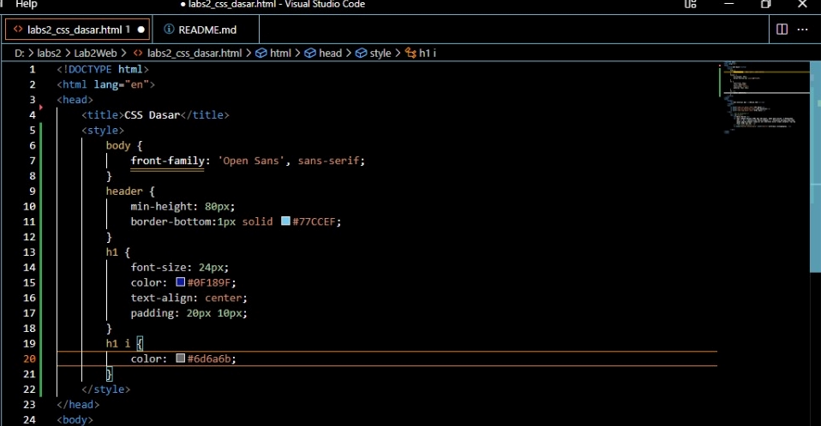 Help
● labs2_css_dasar.html - Visual Studio Code
<> labs2_css_dasar.html 1 ●
README.md
D: > labs2 > Lab2Web > <> labs2_css_dasar.html > html > head > style > h1 i
1 <!DOCTYPE html>
2 <html lang="en">
3 <head>
4 <title>CSS Dasar</title>
5 <style>
6 body {
7 front-family: 'Open Sans', sans-serif;
8 }
9 header {
10 min-height: 80px;
11 border-bottom:1px solid #77CCEF;
12 }
13 h1 {
14 font-size: 24px;
15 color: #0F189F;
16 text-align: center;
17 padding: 20px 10px;
18 }
19 h1 i {
20 color: #6d6a6b;
21 }
22 </style>
23 </head>
24 <body>